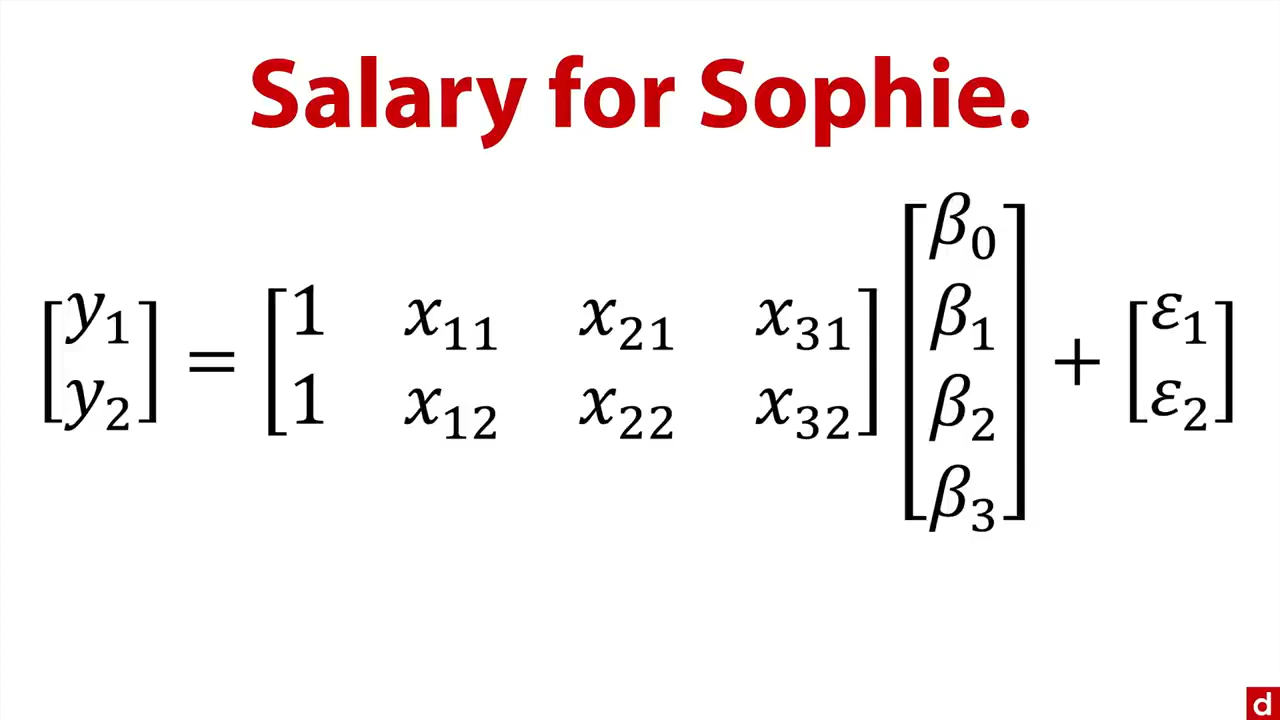 Salary for Sophie.
[y₁ y₂] = [1 x₁₁ x₂₁ x₃₁ 1 x₁₂ x₂₂ x₃₂] [β₀ β₁ β₂ β₃] + [ε₁ ε₂]
d